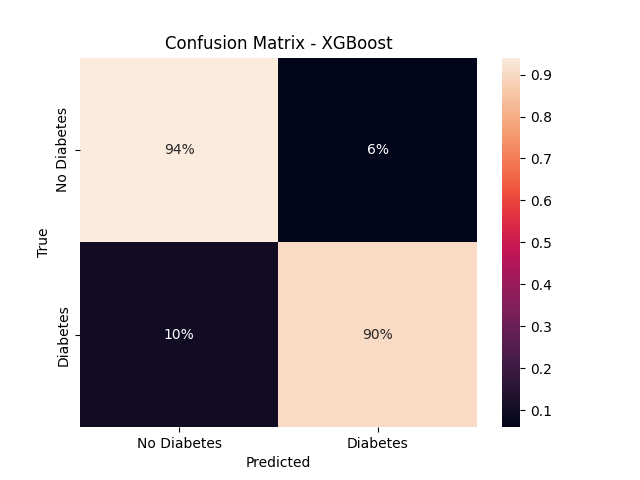 Confusion Matrix - XGBoost
True
No Diabetes
Diabetes
94%
6%
10%
90%
No Diabetes
Diabetes
Predicted
0.9
0.8
0.7
0.6
0.5
0.4
0.3
0.2
0.1